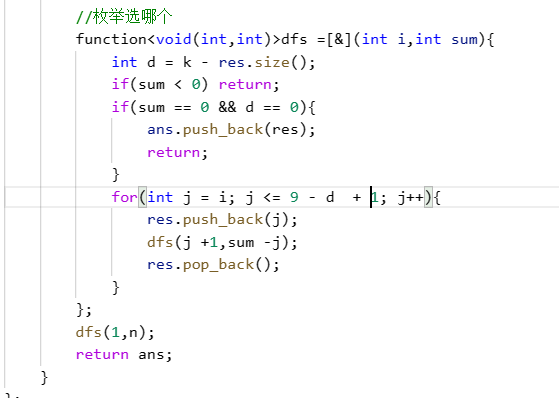 //枚举选哪个
function<void(int,int)>dfs =[&](int i,int sum){
int d = k - res.size();
if(sum < 0) return;
if(sum == 0 && d == 0){
ans.push_back(res);
return;
}
for(int j = i; j <= 9 - d  + 1; j++){
res.push_back(j);
dfs(j +1,sum -j);
res.pop_back();
}
};
dfs(1,n);
return ans;
}